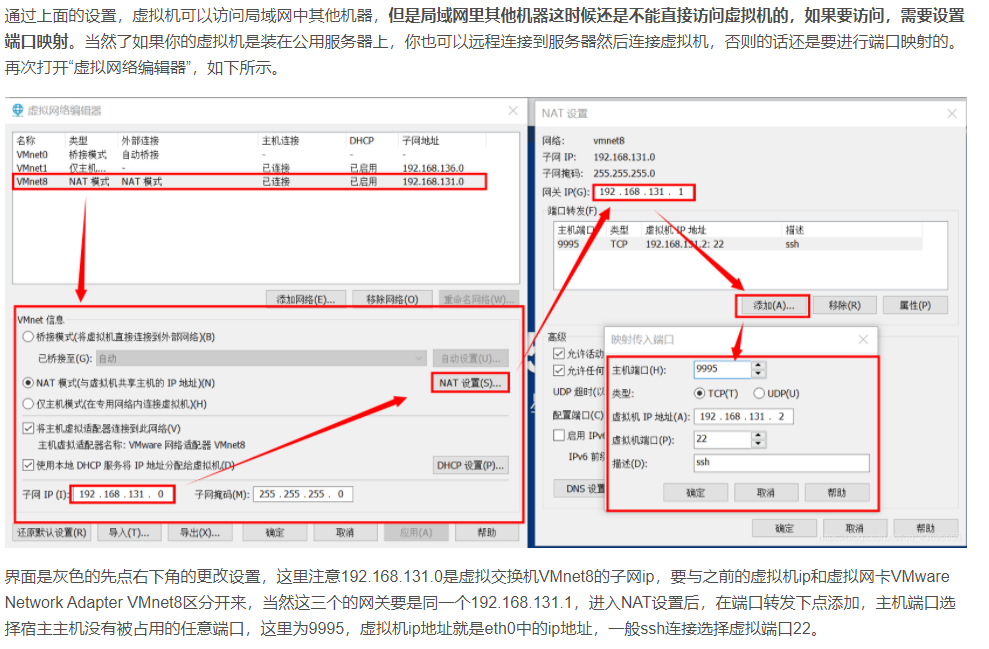 通过上面的设置，虚拟机可以访问局域网中其他机器，但是局域网里其他机器这时候还是不能直接访问虚拟机的，如果要访问，需要设置
端口映射。当然了如果你的虚拟机是装在公用服务器上，你也可以远程连接到服务器然后连接虚拟机，否则的话还是要进行端口映射的。
再次打开“虚拟网络编辑器”，如下所示。
虚拟网络编辑器
名称 类型 外部连接 主机连接 DHCP 子网地址
VMnet0 桥接模式 自动桥接 - - -
VMnet1 仅主机... - 已连接 已启用 192.168.136.0
VMnet8 NAT 模式 NAT 模式 已连接 已启用 192.168.131.0
添加网络(E)... 移除网络(O) 重命名网络(W)...
VMnet 信息
桥接模式(将虚拟机直接连接到外部网络)(B)
已桥接至(G): 自动 自动设置(U)...
NAT 模式(与虚拟机共享主机的 IP 地址)(N) NAT 设置(S)...
仅主机模式(在专用网络内连接虚拟机)(H)
将主机虚拟适配器连接到此网络(V)
主机虚拟适配器名称: VMware 网络适配器 VMnet8
使用本地 DHCP 服务将 IP 地址分配给虚拟机(D) DHCP 设置(P)...
子网 IP (I): 192 . 168 . 131 . 0 子网掩码(M): 255 . 255 . 255 . 0
还原默认设置(R) 导入(T)... 导出(X)... 确定 取消 应用(A) 帮助
NAT 设置
网络: vmnet8
子网 IP: 192.168.131.0
子网掩码: 255.255.255.0
网关 IP(G): 192 . 168 . 131 . 1
端口转发(F)
主机端口 类型 虚拟机 IP 地址 描述
9995 TCP 192.168.131.2: 22 ssh
添加(A)... 移除(R) 属性(P)
高级
允许活动
允许任何
UDP 超时(以
配置端口(C)
启用 IPv6
IPv6 前缀
DNS 设置
映射传入端口
主机端口(H): 9995
类型: TCP(T) UDP(U)
虚拟机 IP 地址(A): 192 . 168 . 131 . 2
虚拟机端口(P): 22
描述(D): ssh
确定 取消 帮助
确定 取消 帮助
界面是灰色的先点右下角的更改设置，这里注意192.168.131.0是虚拟交换机VMnet8的子网ip，要与之前的虚拟机ip和虚拟网卡VMware
Network Adapter VMnet8区分开来，当然这三个的网关要是同一个192.168.131.1，进入NAT设置后，在端口转发下点添加，主机端口选
择宿主主机没有被占用的任意端口，这里为9995，虚拟机ip地址就是eth0中的ip地址，一般ssh连接选择虚拟端口22。